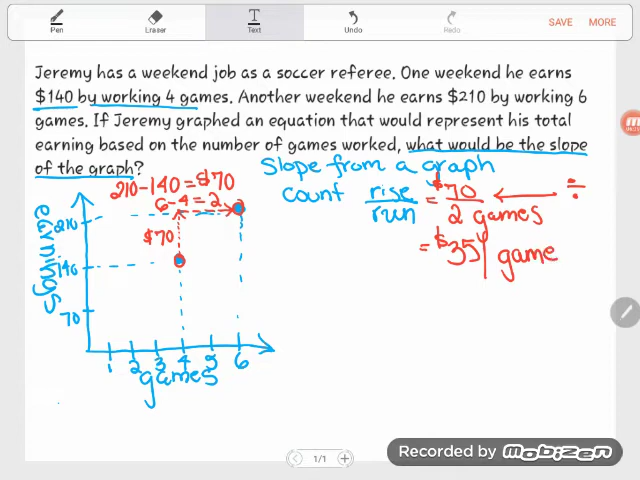 Pen
Eraser
Text
Undo
Redo
SAVE
MORE
Jeremy has a weekend job as a soccer referee. One weekend he earns
$140 by working 4 games. Another weekend he earns $210 by working 6
games. If Jeremy graphed an equation that would represent his total
earning based on the number of games worked, what would be the slope
of the graph?
Slope from a graph
count rise/run = $70/2 games ÷
= $35/game
210-140=$70
6-4=2
$70
earnings
210
140
70
1 2 3 4 5 6
games
1/1
Recorded by mobizen